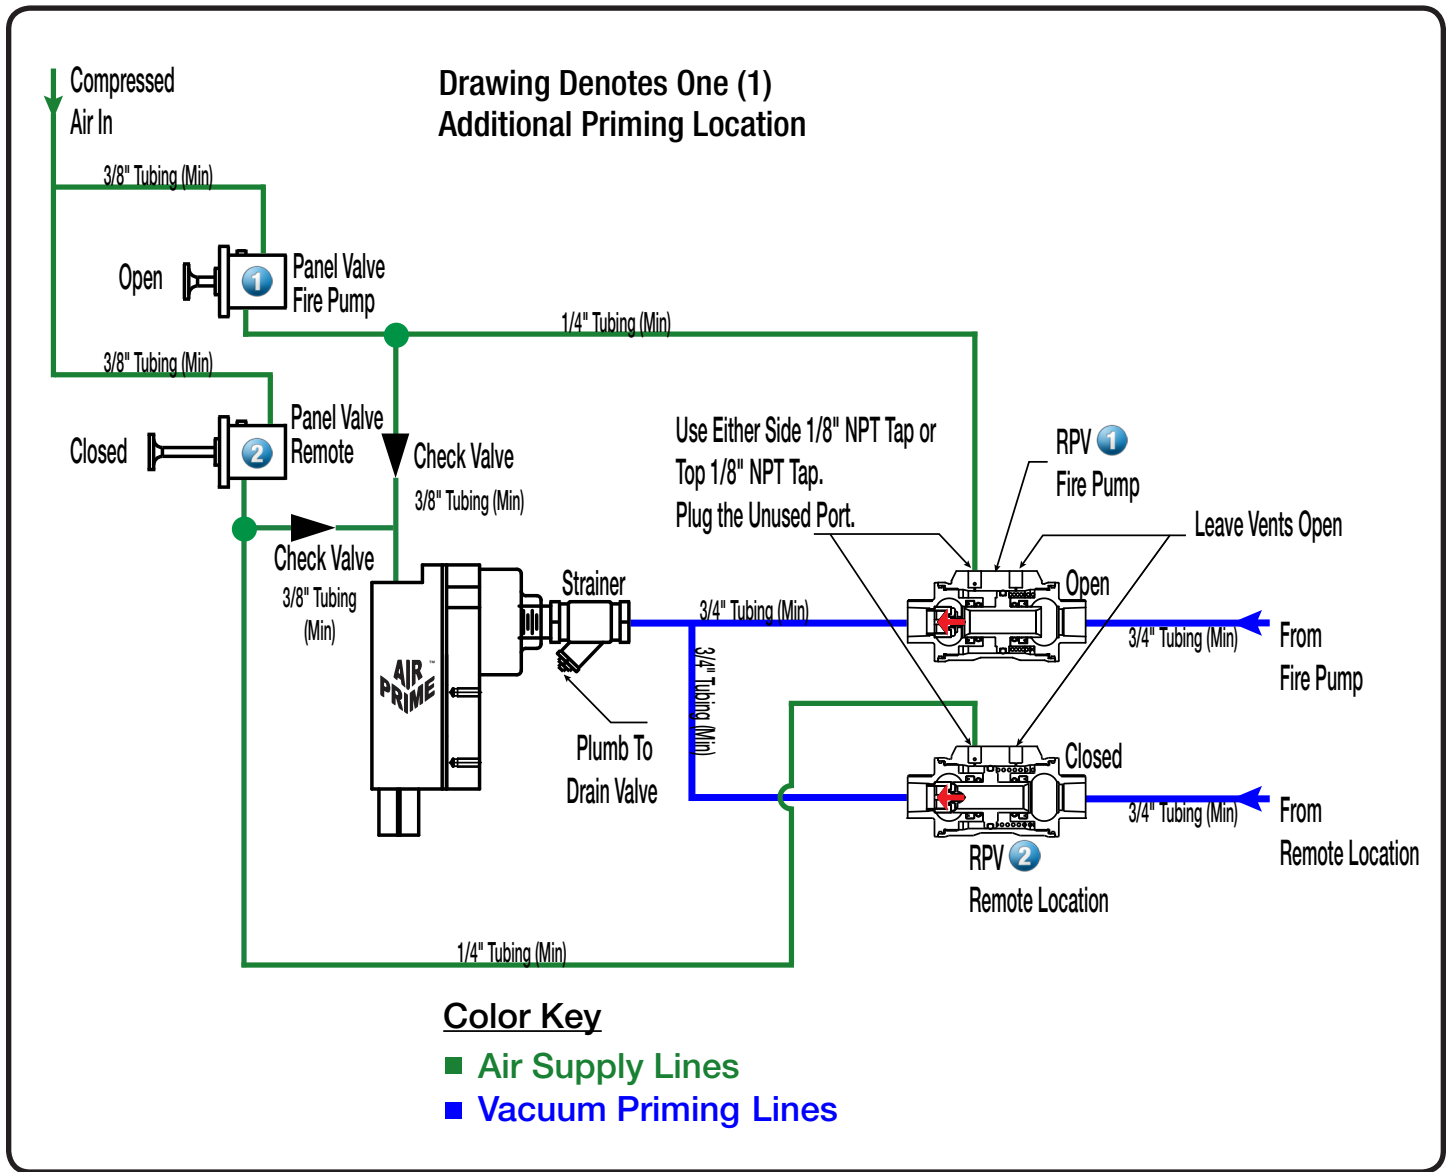 Compressed
Air In
Drawing Denotes One (1)
Additional Priming Location
3/8" Tubing (Min)
Open
1
Panel Valve
Fire Pump
1/4" Tubing (Min)
3/8" Tubing (Min)
Closed
2
Panel Valve
Remote
Check Valve
3/8" Tubing (Min)
Use Either Side 1/8" NPT Tap or
Top 1/8" NPT Tap.
Plug the Unused Port.
RPV 1
Fire Pump
Leave Vents Open
Check Valve
3/8" Tubing
(Min)
Strainer
3/4" Tubing (Min)
Open
3/4" Tubing (Min)
From
Fire Pump
3/4" Tubing (Min)
AIR
PRIME™
Plumb To
Drain Valve
Closed
3/4" Tubing (Min)
From
Remote Location
RPV 2
Remote Location
1/4" Tubing (Min)
Color Key
Air Supply Lines
Vacuum Priming Lines